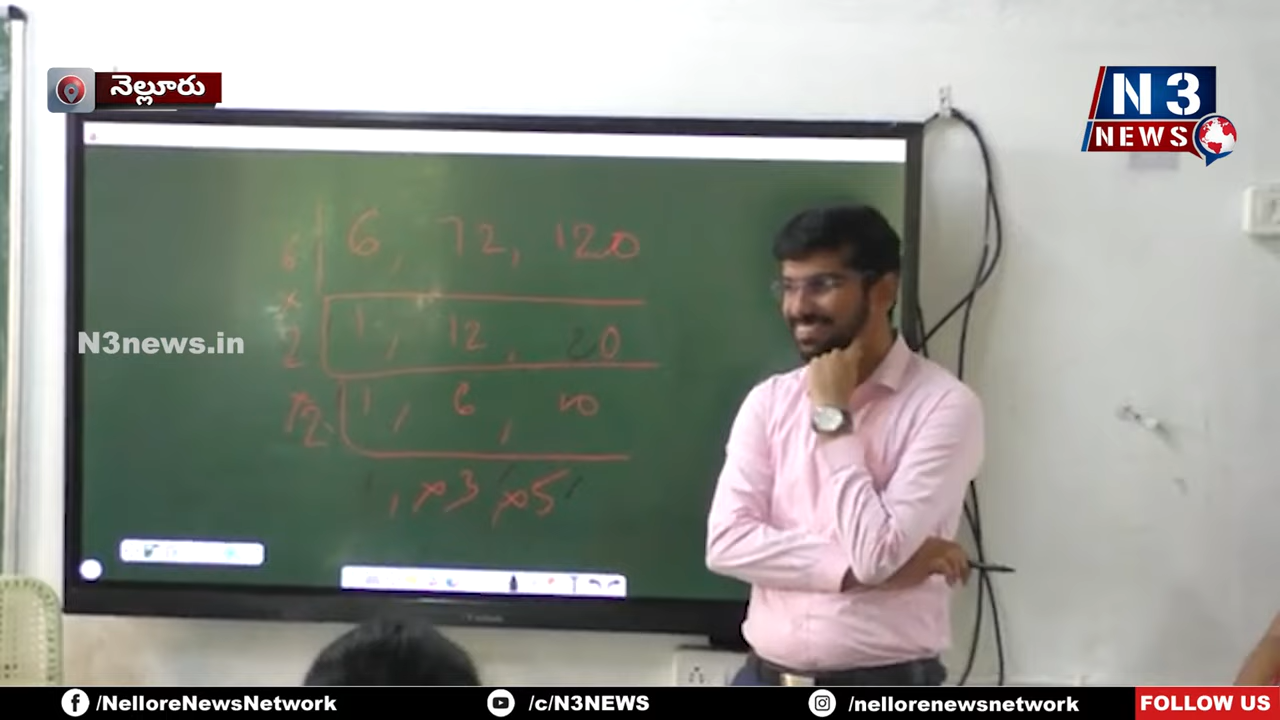 నెల్లూరు
N 3
NEWS
6 6, 72, 120
×
2 1, 12, 20
×2 1, 6, 10
1, ×3 ×5
N3news.in
/NelloreNewsNetwork
/c/N3NEWS
/nellorenewsnetwork
FOLLOW US